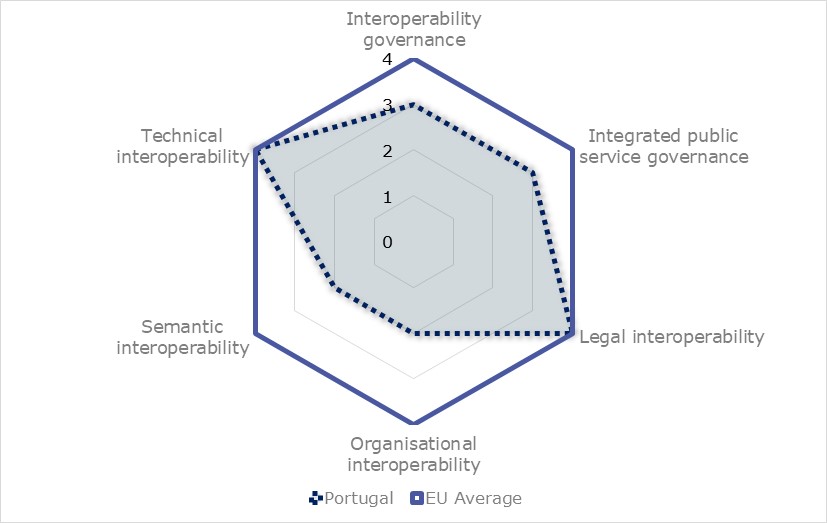 Interoperability
governance
4
3
Technical
interoperability
Integrated public
service governance
2
1
0
Semantic
interoperability
Legal interoperability
Organisational
interoperability
Portugal
EU Average